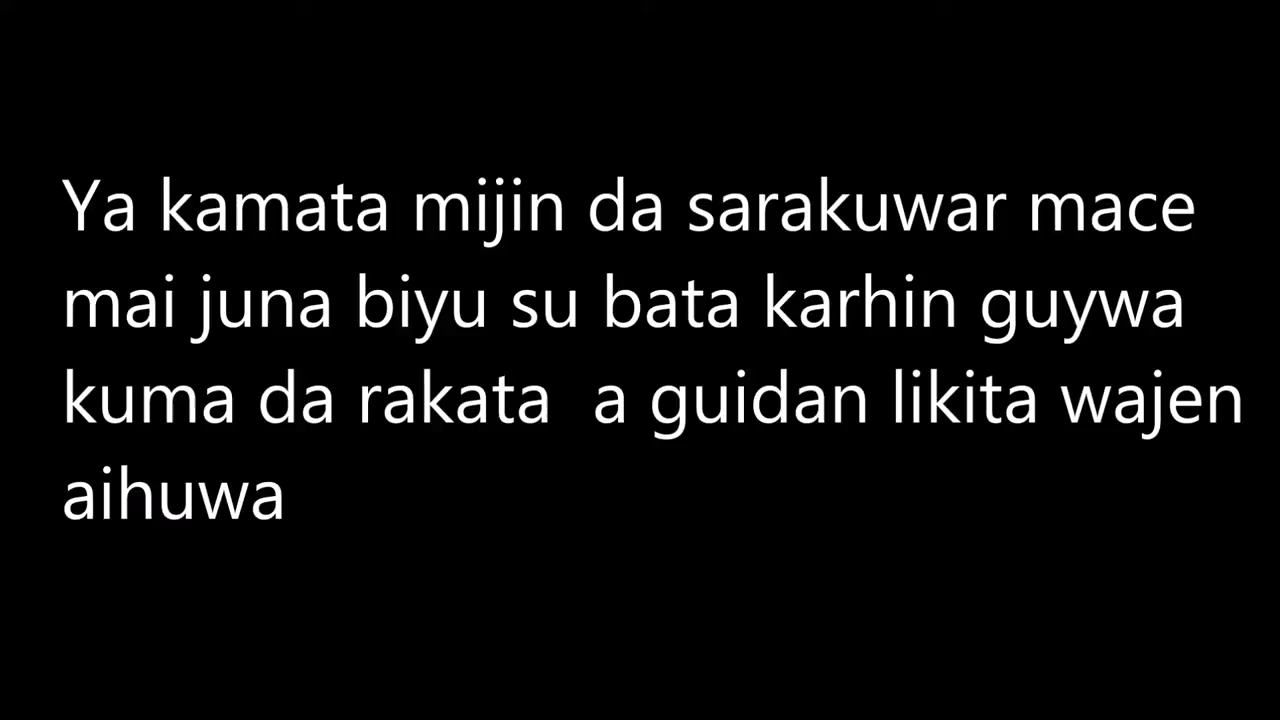 Ya kamata mijin da sarakuwar mace
mai juna biyu su bata karhin guywa
kuma da rakata a guidan likita wajen
aihuwa